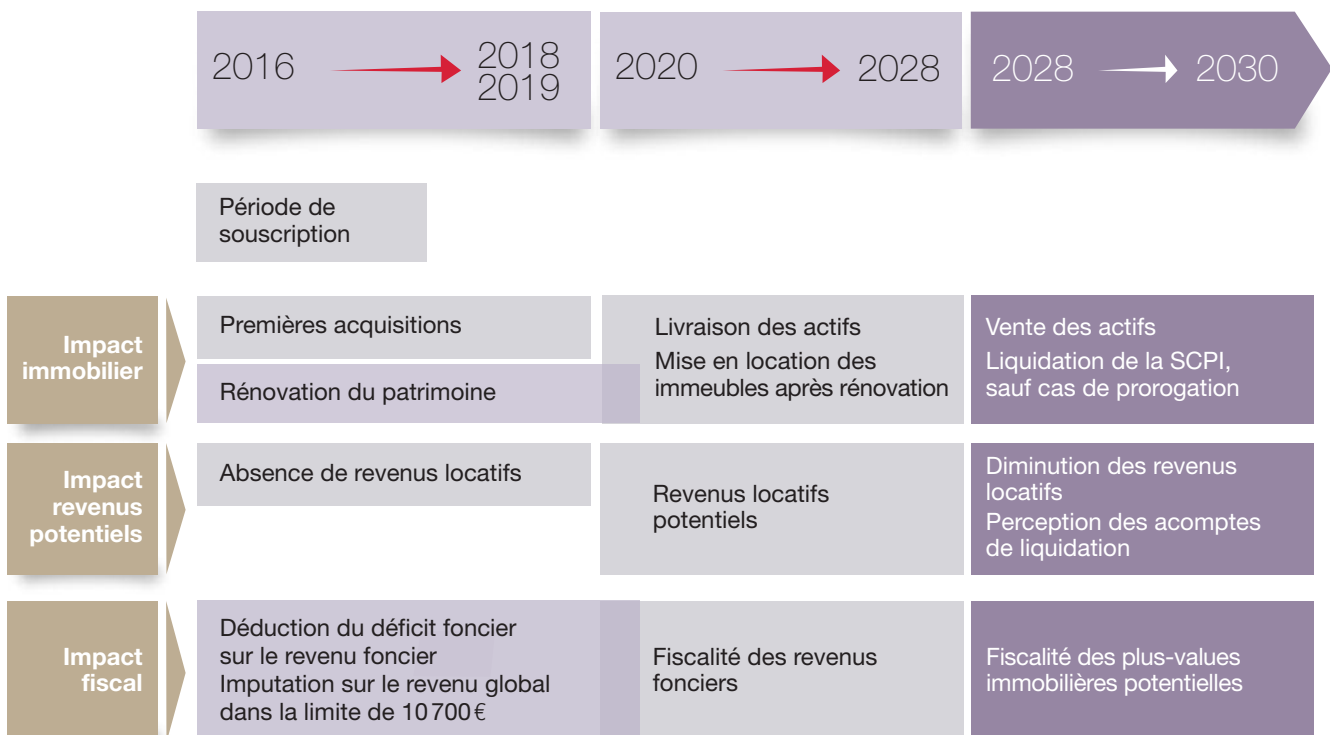 2016
2018
2019
2020
2028
2028
2030
Période de
souscription
Impact
immobilier
Premières acquisitions
Rénovation du patrimoine
Livraison des actifs
Mise en location des
immeubles après rénovation
Vente des actifs
Liquidation de la SCPI,
sauf cas de prorogation
Impact
revenus
potentiels
Absence de revenus locatifs
Revenus locatifs
potentiels
Diminution des revenus
locatifs
Perception des acomptes
de liquidation
Impact
fiscal
Déduction du déficit foncier
sur le revenu foncier
Imputation sur le revenu global
dans la limite de 10 700 €
Fiscalité des revenus
fonciers
Fiscalité des plus-values
immobilières potentielles